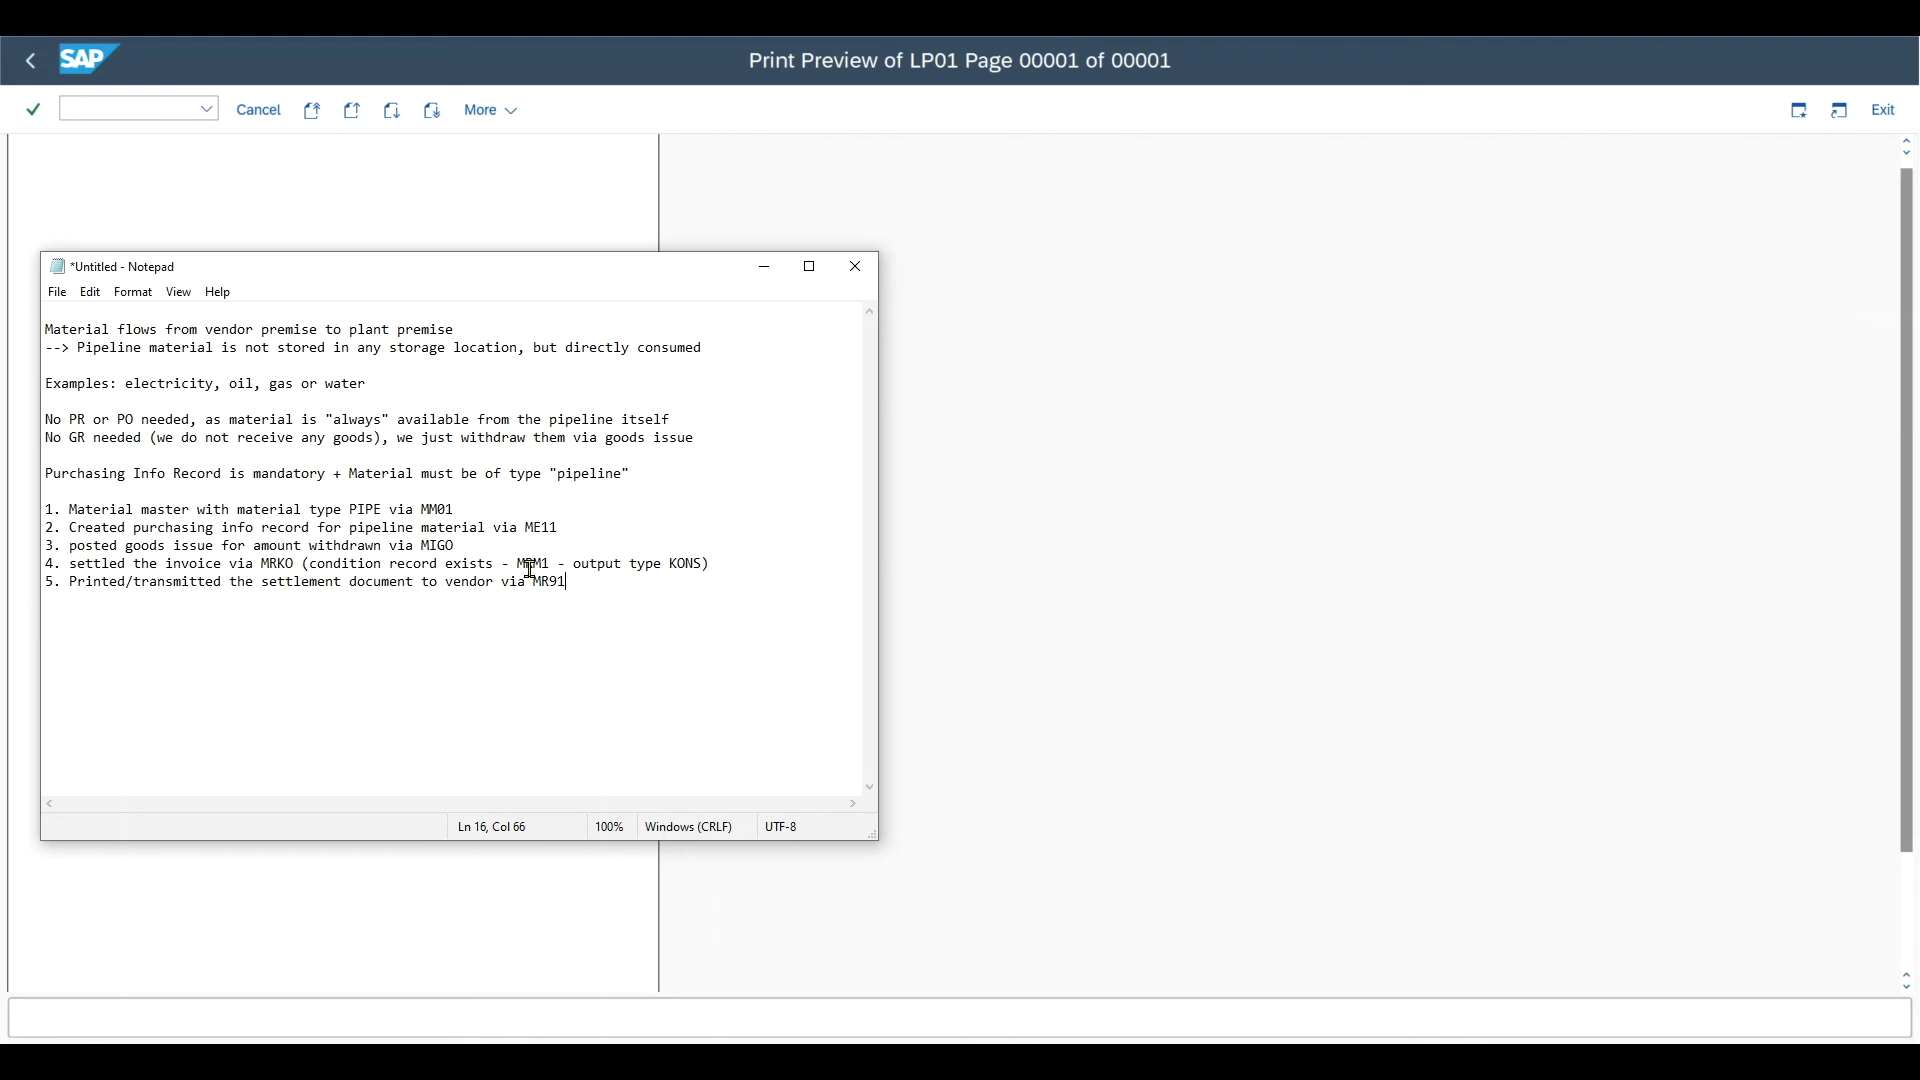 SAP
Print Preview of LP01 Page 00001 of 00001
Cancel
More
Exit
*Untitled - Notepad
File Edit Format View Help
Material flows from vendor premise to plant premise
--> Pipeline material is not stored in any storage location, but directly consumed
Examples: electricity, oil, gas or water
No PR or PO needed, as material is "always" available from the pipeline itself
No GR needed (we do not receive any goods), we just withdraw them via goods issue
Purchasing Info Record is mandatory + Material must be of type "pipeline"
1. Material master with material type PIPE via MM01
2. Created purchasing info record for pipeline material via ME11
3. posted goods issue for amount withdrawn via MIGO
4. settled the invoice via MRKO (condition record exists - MRM1 - output type KONS)
5. Printed/transmitted the settlement document to vendor via MR91
Ln 16, Col 66
100%
Windows (CRLF)
UTF-8